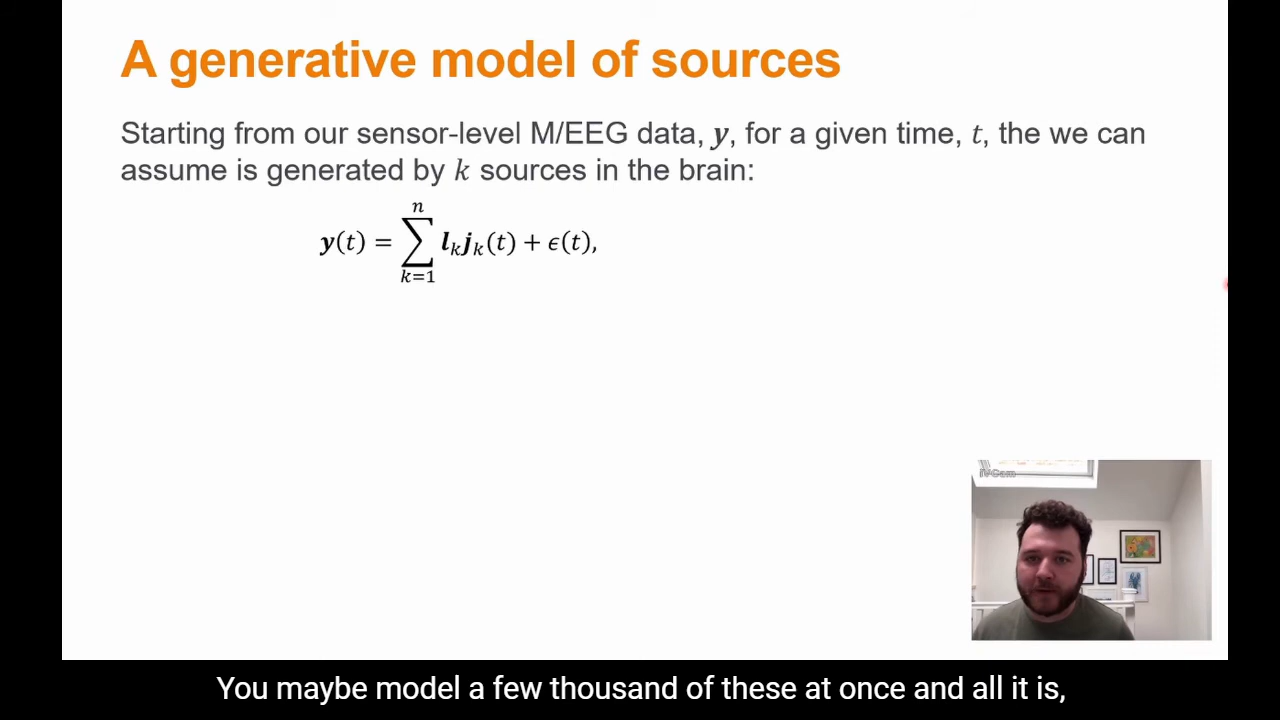 A generative model of sources
Starting from our sensor-level M/EEG data, y, for a given time, t, the we can
assume is generated by k sources in the brain:
y(t) = ∑_{k=1}^{n} l_k j_k(t) + ϵ(t),
You maybe model a few thousand of these at once and all it is,